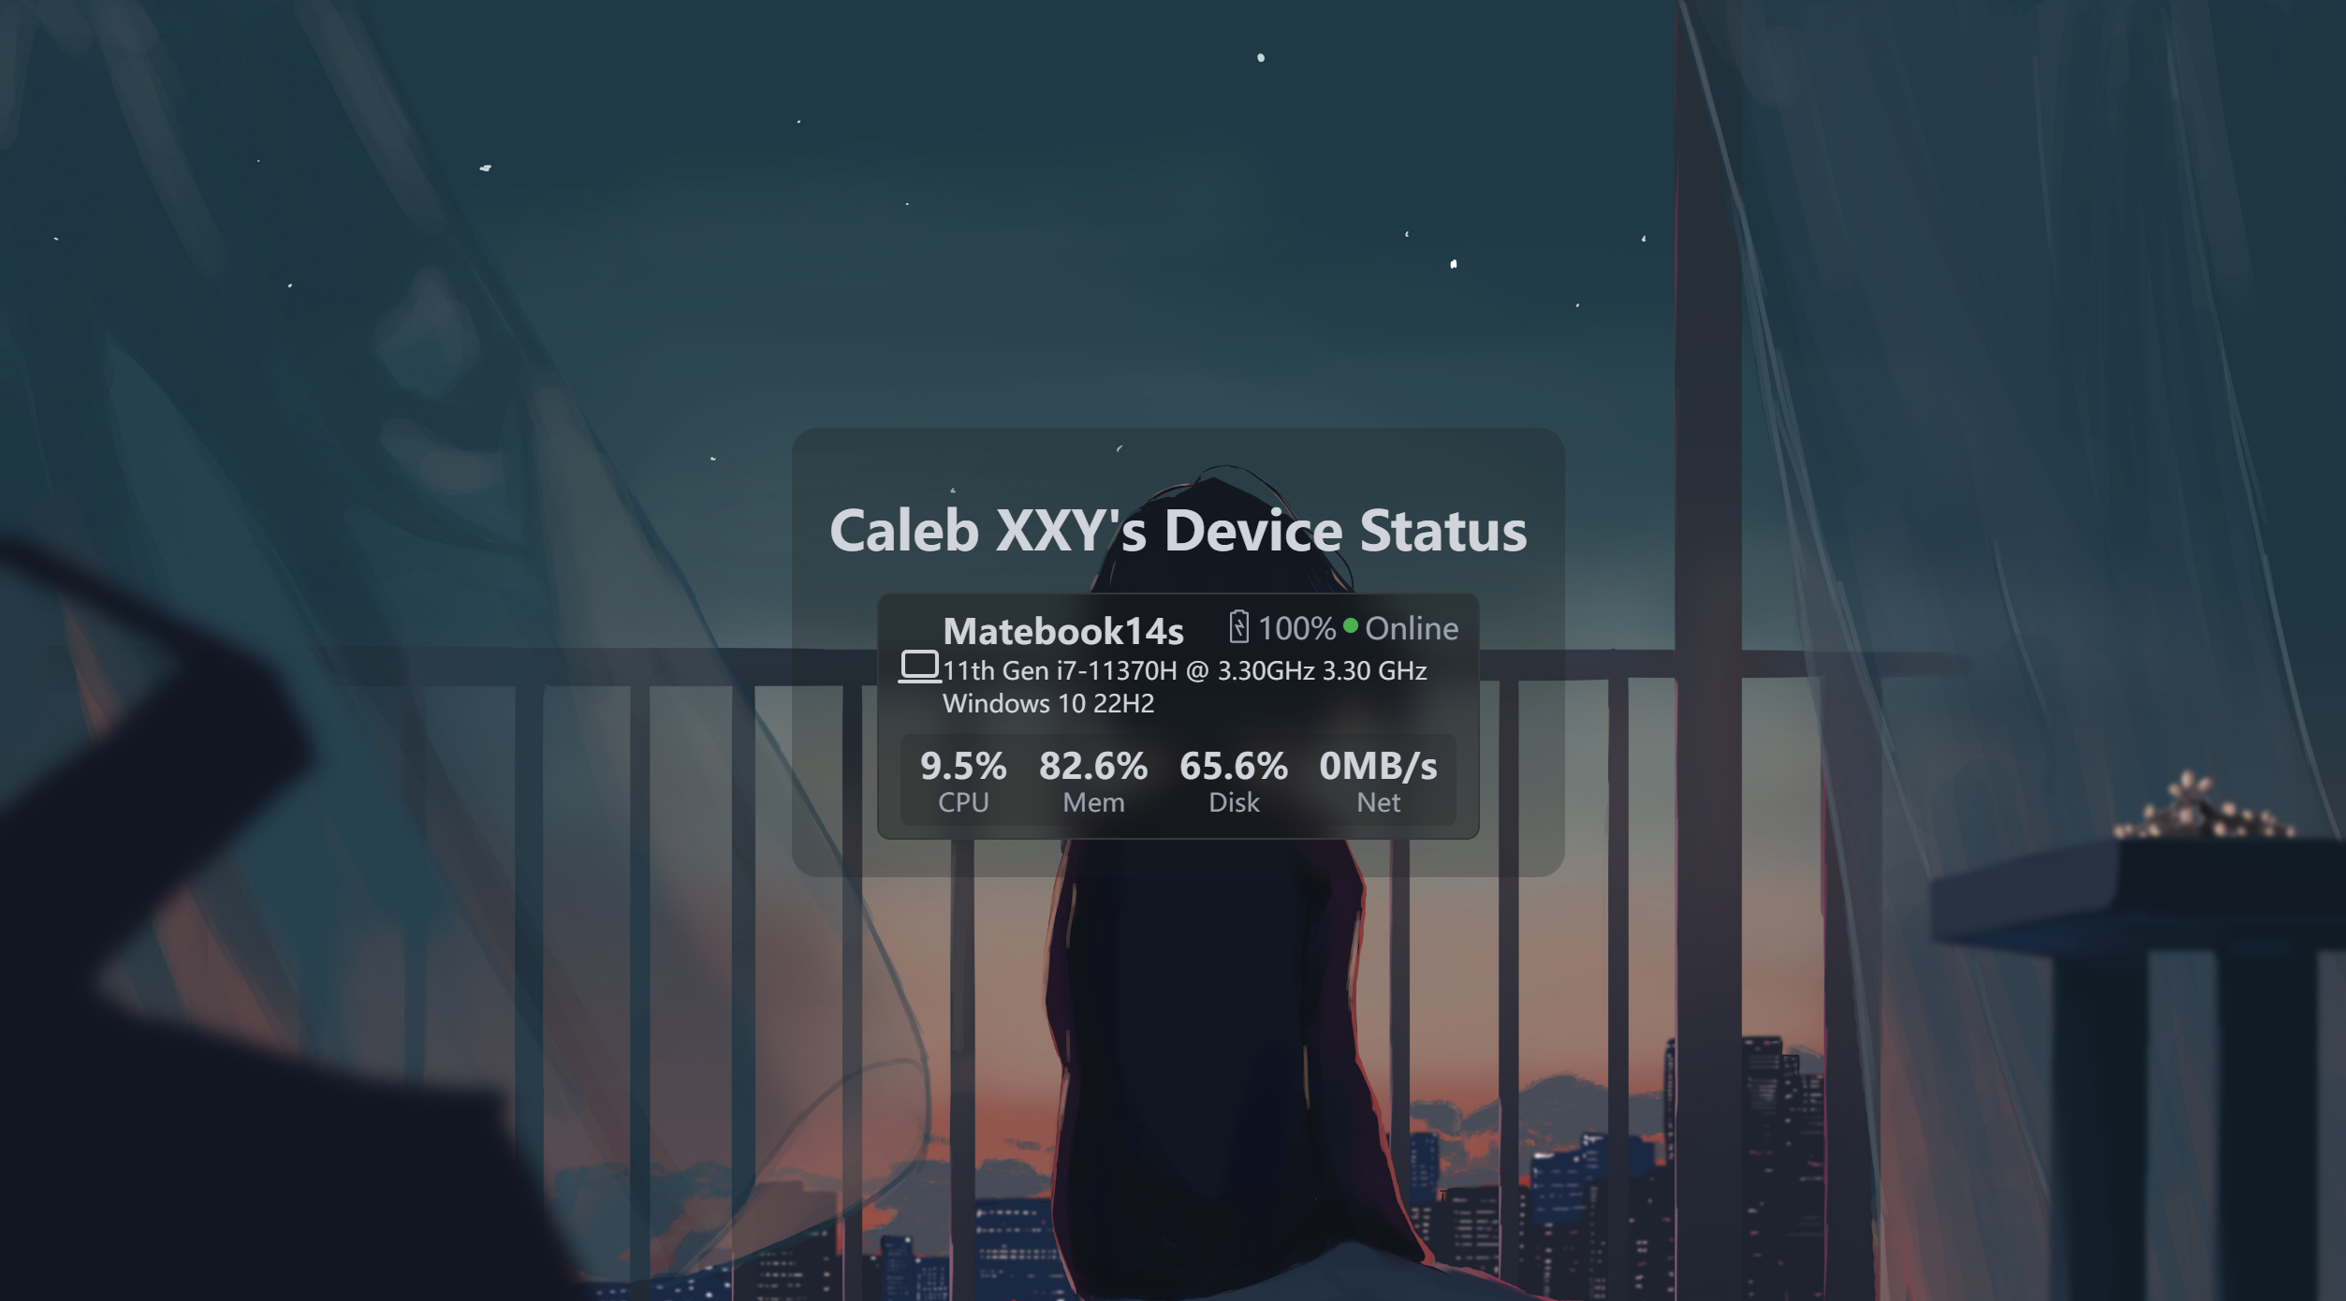 Caleb XXY's Device Status
Matebook14s 100% Online
11th Gen i7-11370H @ 3.30GHz 3.30 GHz
Windows 10 22H2
9.5% 82.6% 65.6% 0MB/s
CPU Mem Disk Net